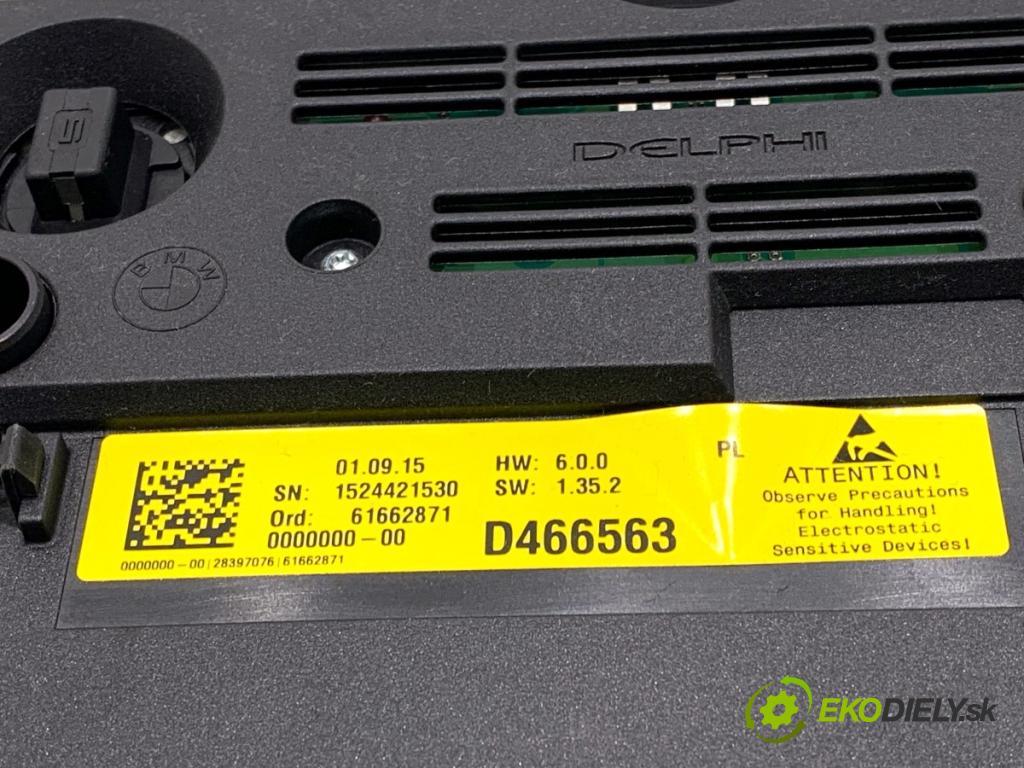 6
DELPHI
BMW
01.09.15
SN: 1524421530
Ord: 61662871
0000000-00
0000000-00|28397076|61662871
HW: 6.0.0
SW: 1.35.2
D466563
PL
ATTENTION!
Observe Precautions
for Handling!
Electrostatic
Sensitive Devices!
EKODIELY.sk